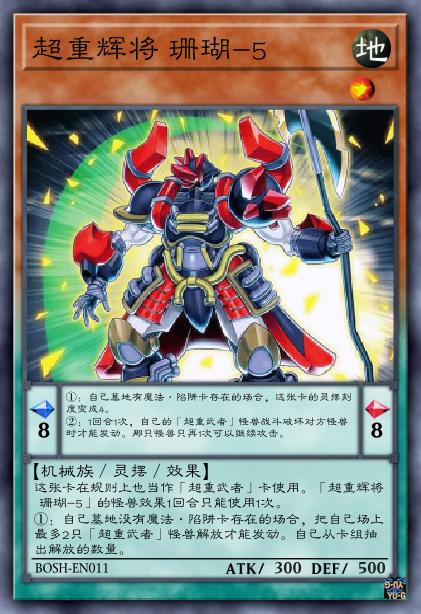 超重辉将 珊瑚-5
地
①：自己墓地有魔法·陷阱卡存在的场合，这张卡的灵摆刻
度变成4。
②：1回合1次，自己的「超重武者」怪兽战斗破坏对方怪兽
时才能发动。那只怪兽只再1次可以继续攻击。
8
8
【机械族／灵摆／效果】
这张卡在规则上也当作「超重武者」卡使用。「超重辉将
珊瑚-5」的怪兽效果1回合只能使用1次。
①：自己墓地没有魔法·陷阱卡存在的场合，把自己场上
最多2只「超重武者」怪兽解放才能发动。自己从卡组抽
出解放的数量。
BOSH-EN011
ATK/ 300
DEF/ 500